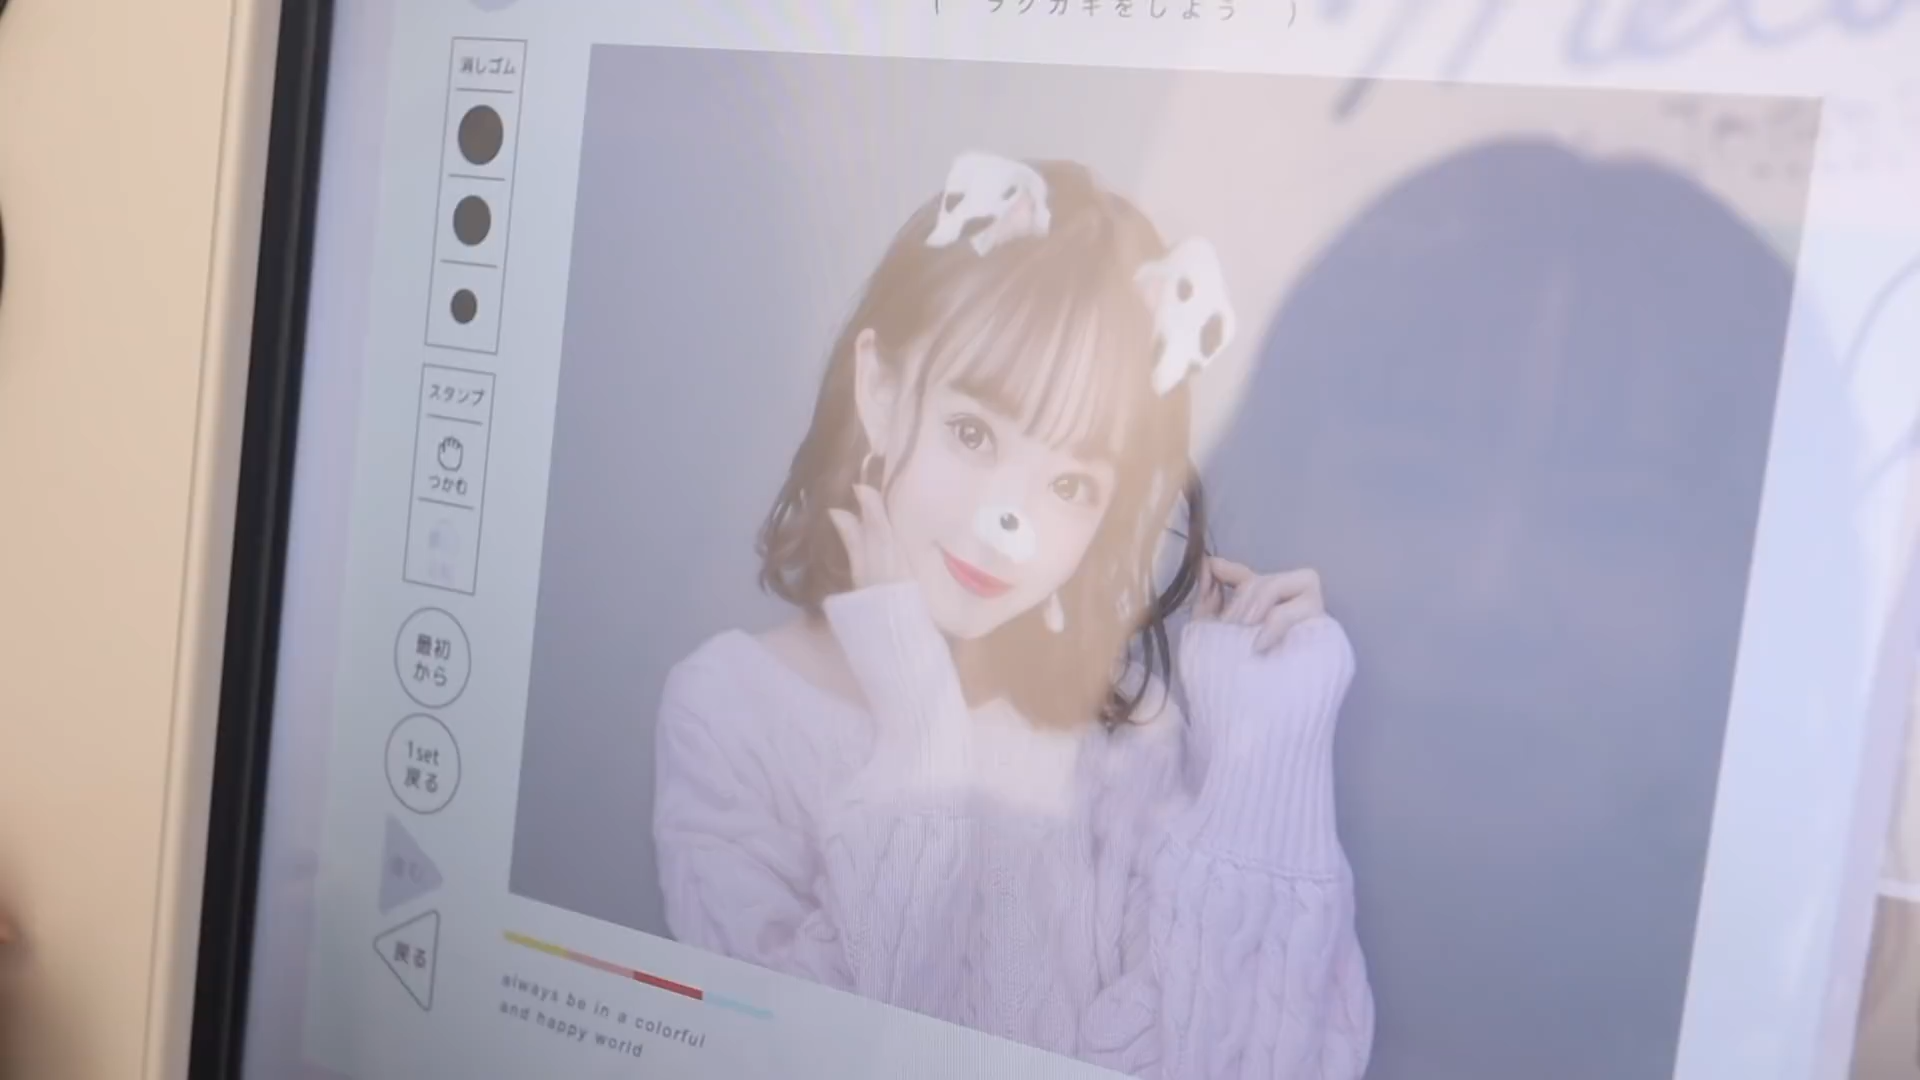 ( ラクガキをしよう )
消しゴム
スタンプ
つかむ
最初
から
1set
戻る
戻る
always be in a colorful
and happy world